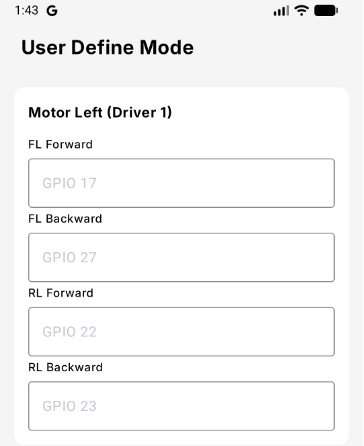 1:43 G
User Define Mode
Motor Left (Driver 1)
FL Forward
GPIO 17
FL Backward
GPIO 27
RL Forward
GPIO 22
RL Backward
GPIO 23